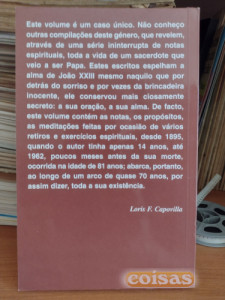 Este volume é um caso único. Não conheço
outras compilações deste género, que revelem,
através de uma série ininterrupta de notas
espirituais, toda a vida de um sacerdote que
veio a ser Papa. Estes escritos espelham a
alma de João XXIII mesmo naquilo que por
detrás do sorriso e por vezes da brincadeira
inocente, ele conservou mais ciosamente
secreto: a sua oração, a sua alma. De facto,
este volume contém as notas, os propósitos,
as meditações feitas por ocasião de vários
retiros e exercícios espirituais, desde 1895,
quando o autor tinha apenas 14 anos, até
1962, poucos meses antes da sua morte,
ocorrida na idade de 81 anos; abarca, portanto,
ao longo de um arco de quase 70 anos, por
assim dizer, toda a sua existência.
Loris F. Capovilla
coisas